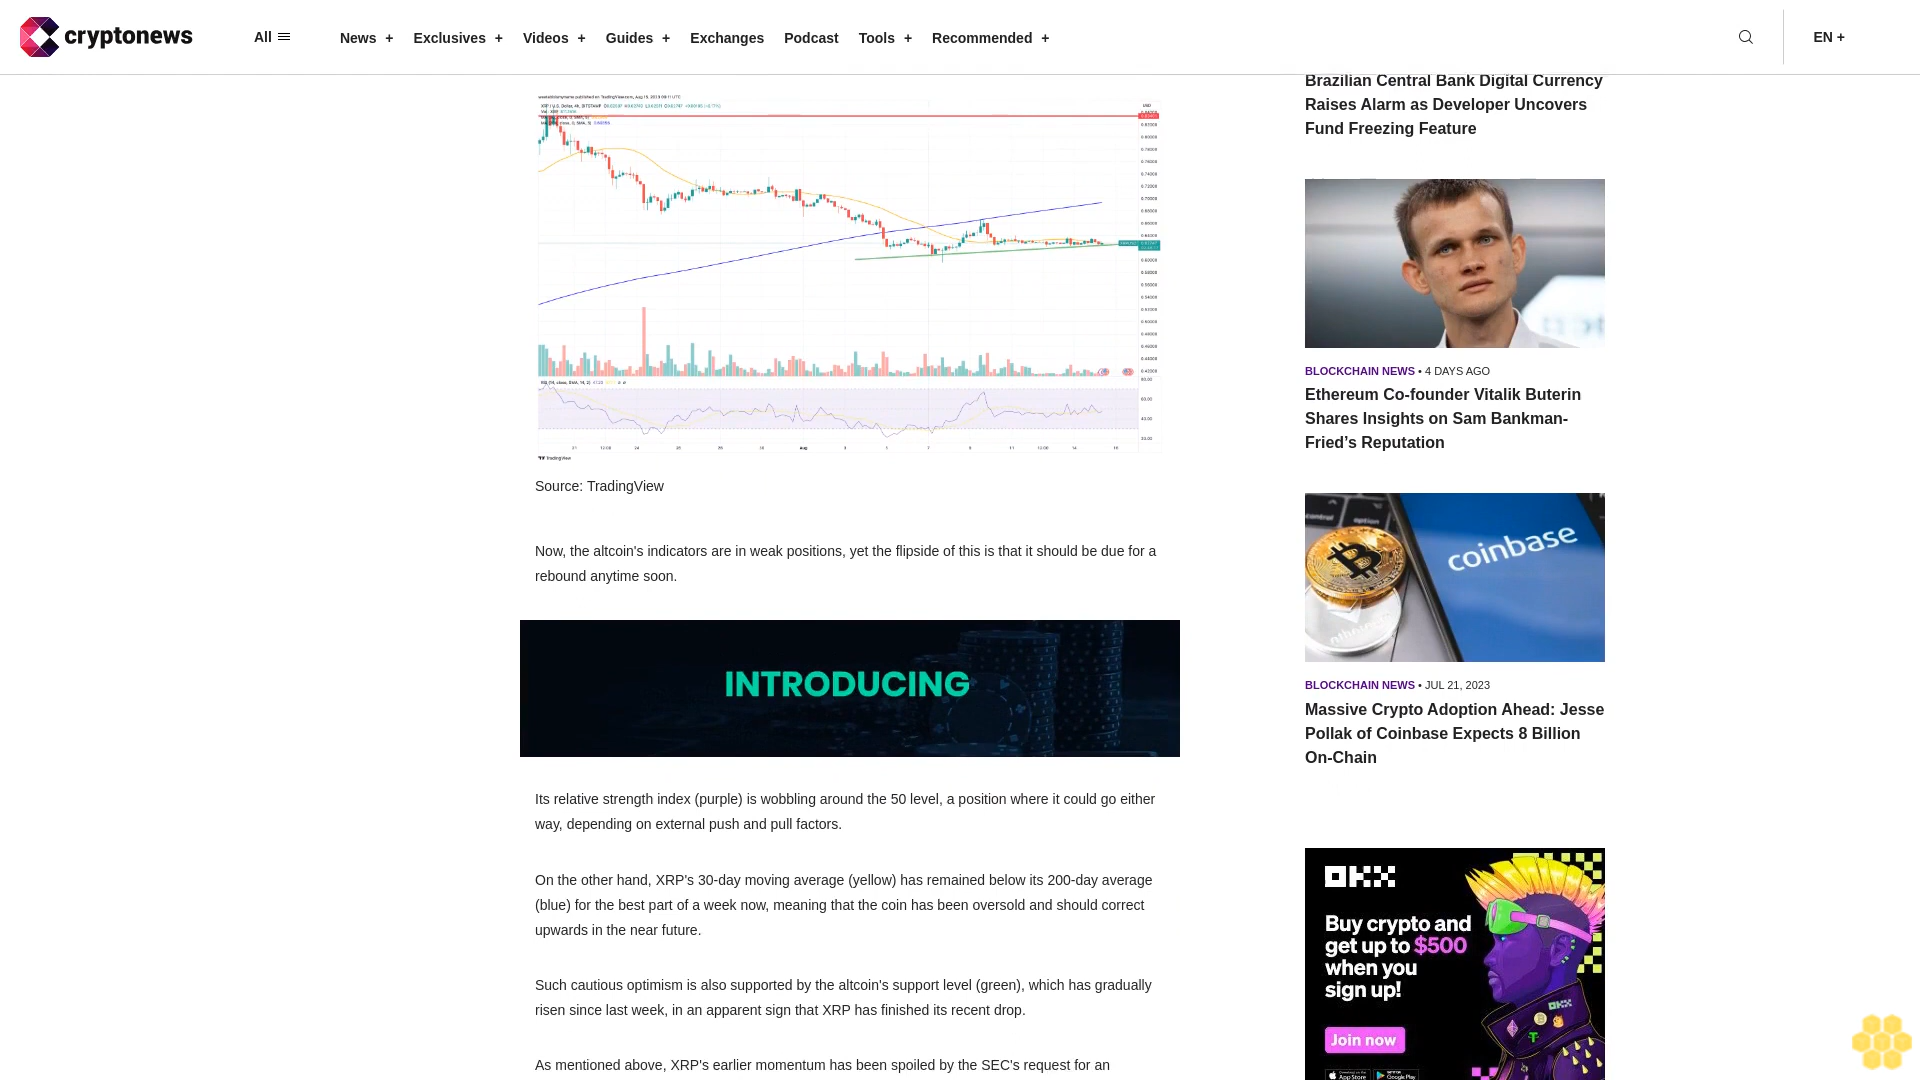 cryptonews
All
News +
Exclusives +
Videos +
Guides +
Exchanges
Podcast
Tools +
Recommended +
EN +
Source: TradingView
Now, the altcoin's indicators are in weak positions, yet the flipside of this is that it should be due for a
rebound anytime soon.
INTRODUCING
Its relative strength index (purple) is wobbling around the 50 level, a position where it could go either
way, depending on external push and pull factors.
On the other hand, XRP's 30-day moving average (yellow) has remained below its 200-day average
(blue) for the best part of a week now, meaning that the coin has been oversold and should correct
upwards in the near future.
Such cautious optimism is also supported by the altcoin's support level (green), which has gradually
risen since last week, in an apparent sign that XRP has finished its recent drop.
As mentioned above, XRP's earlier momentum has been spoiled by the SEC's request for an
Brazilian Central Bank Digital Currency
Raises Alarm as Developer Uncovers
Fund Freezing Feature
BLOCKCHAIN NEWS • 4 DAYS AGO
Ethereum Co-founder Vitalik Buterin
Shares Insights on Sam Bankman-
Fried’s Reputation
control
option
coinbase
BLOCKCHAIN NEWS • JUL 21, 2023
Massive Crypto Adoption Ahead: Jesse
Pollak of Coinbase Expects 8 Billion
On-Chain
OKX
Buy crypto and
get up to $500
when you
sign up!
Join now
App Store
Google Play